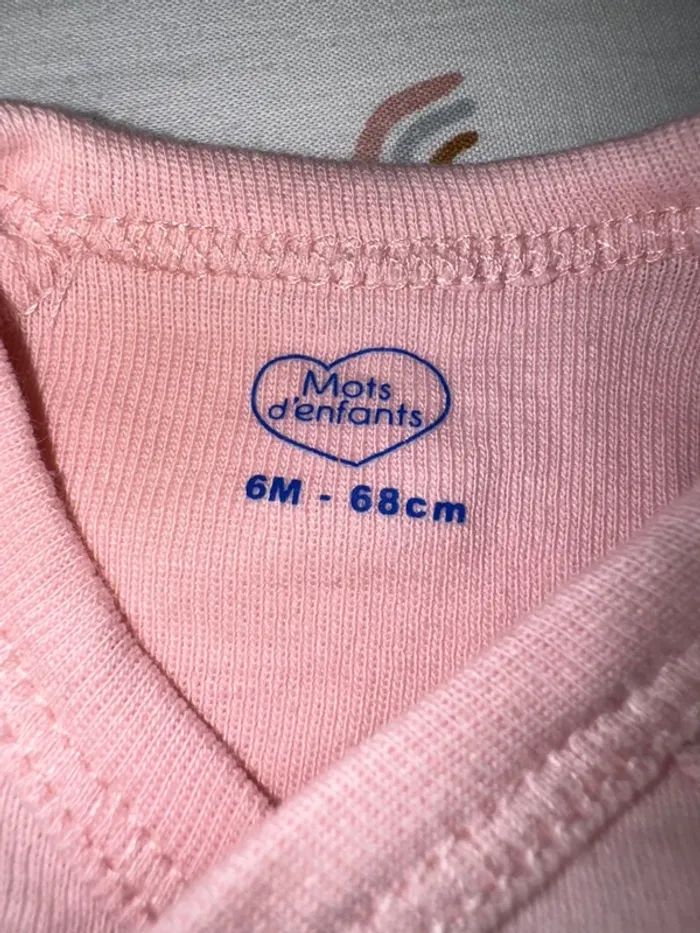 Mots
d'enfants
6M - 68cm